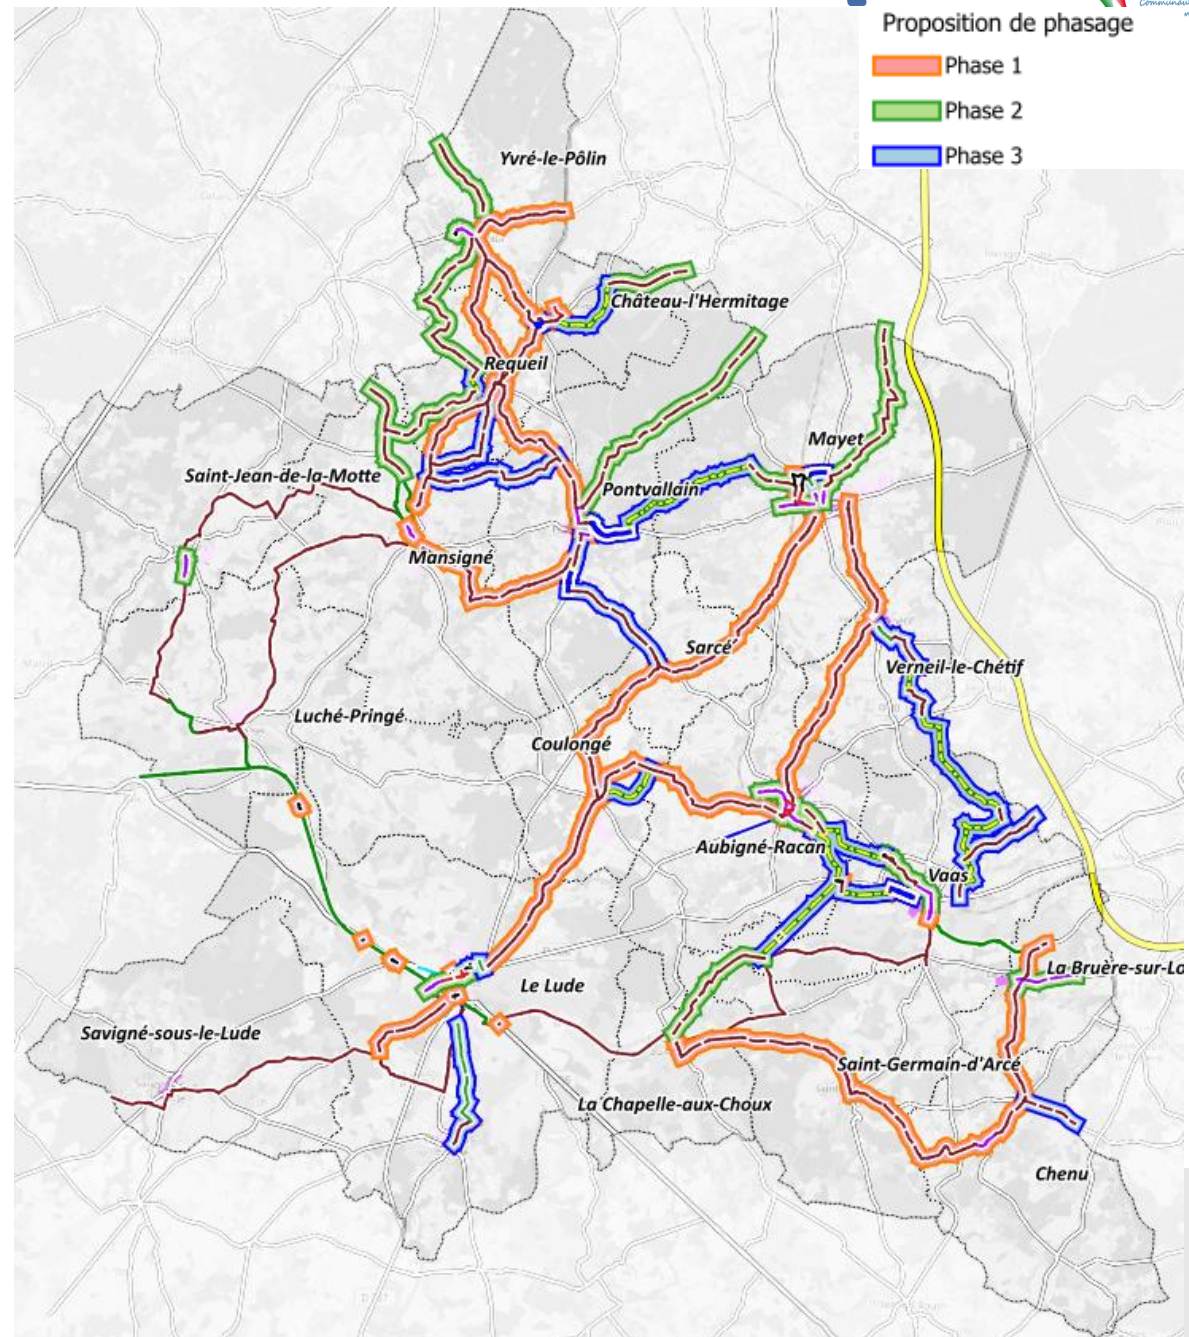 Communau
Proposition de phasage
Phase 1
Phase 2
Phase 3
Yvré-le-Pôlin
Château-l'Hermitage
Requeil
Mayet
Saint-Jean-de-la-Motte
Pontvallain
Mansigné
Sarcé
Verneil-le-Chétif
Luché-Pringé
Coulongé
Aubigné-Racan
Vaas
La Bruère-sur-Lo
Le Lude
Savigné-sous-le-Lude
Saint-Germain-d'Arcé
La Chapelle-aux-Choux
Chenu